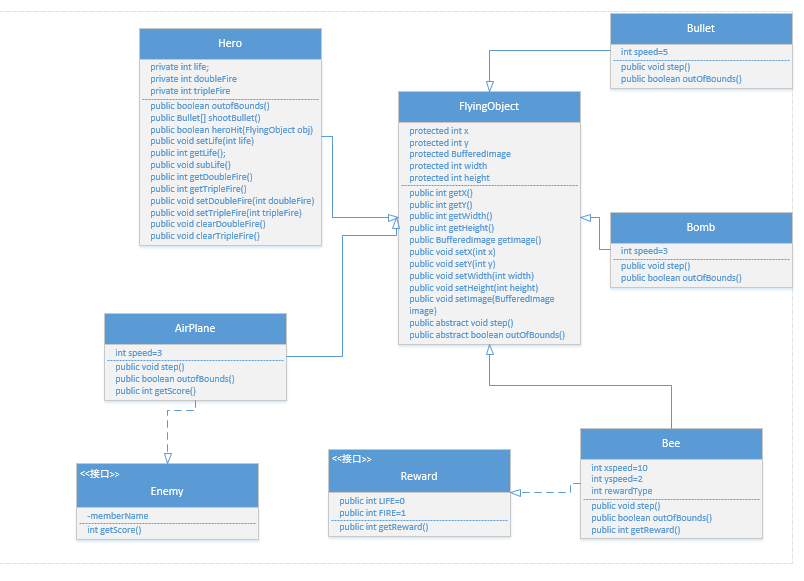 Hero
private int life;
private int doubleFire
private int tripleFire
public boolean outofBounds()
public Bullet[] shootBullet()
public boolean heroHit(FlyingObject obj)
public void setLife(int life)
public int getLife();
public void subLife()
public int getDoubleFire()
public int getTripleFire()
public void setDoubleFire(int doubleFire)
public void setTripleFire(int tripleFire)
public void clearDoubleFire()
public void clearTripleFire()
FlyingObject
protected int x
protected int y
protected BufferedImage
protected int width
protected int height
public int getX()
public int getY()
public int getWidth()
public int getHeight()
public BufferedImage getImage()
public void setX(int x)
public void setY(int y)
public void setWidth(int width)
public void setHeight(int height)
public void setImage(BufferedImage
image)
public abstract void step()
public abstract boolean outOfBounds()
Bullet
int speed=5
public void step()
public boolean outOfBounds()
Bomb
int speed=3
public void step()
public boolean outOfBounds()
AirPlane
int speed=3
public void step()
public boolean outofBounds()
public int getScore()
<<接口>>
Enemy
-memberName
int getScore()
<<接口>>
Reward
public int LIFE=0
public int FIRE=1
public int getReward()
Bee
int xspeed=10
int yspeed=2
int rewardType
public void step()
public boolean outOfBounds()
public int getReward()